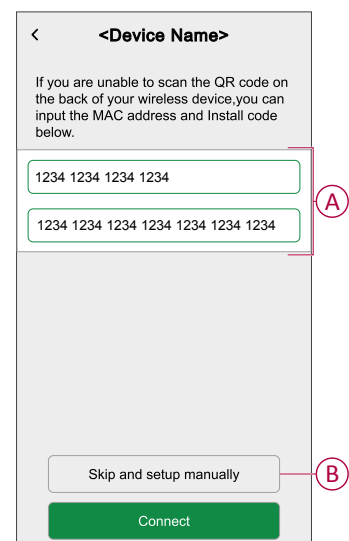 <Device Name>
If you are unable to scan the QR code on
the back of your wireless device,you can
input the MAC address and Install code
below.
1234 1234 1234 1234
A
1234 1234 1234 1234 1234 1234 1234
Skip and setup manually
B
Connect